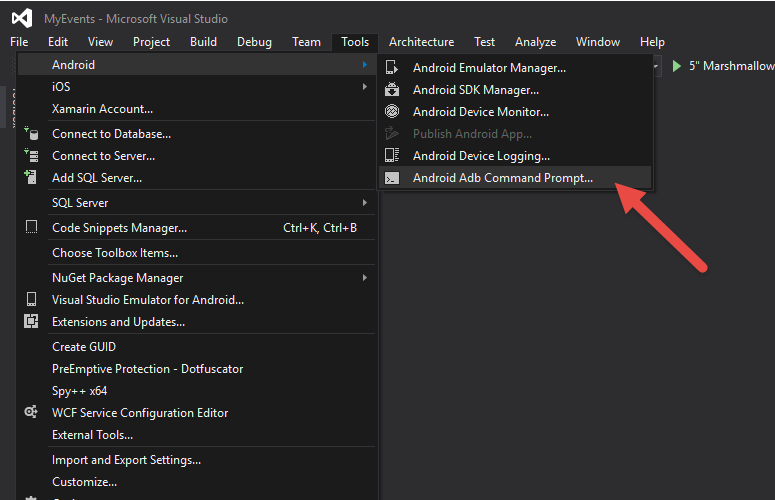 MyEvents - Microsoft Visual Studio
File Edit View Project Build Debug Team Tools Architecture Test Analyze Window Help
Android
iOS
Xamarin Account...
Connect to Database...
Connect to Server...
Add SQL Server...
SQL Server
Code Snippets Manager... Ctrl+K, Ctrl+B
Choose Toolbox Items...
NuGet Package Manager
Visual Studio Emulator for Android...
Extensions and Updates...
Create GUID
PreEmptive Protection - Dotfuscator
Spy++ x64
WCF Service Configuration Editor
External Tools...
Import and Export Settings...
Customize...
Android Emulator Manager...
Android SDK Manager...
Android Device Monitor...
Publish Android App...
Android Device Logging...
Android Adb Command Prompt...
5" Marshmallow